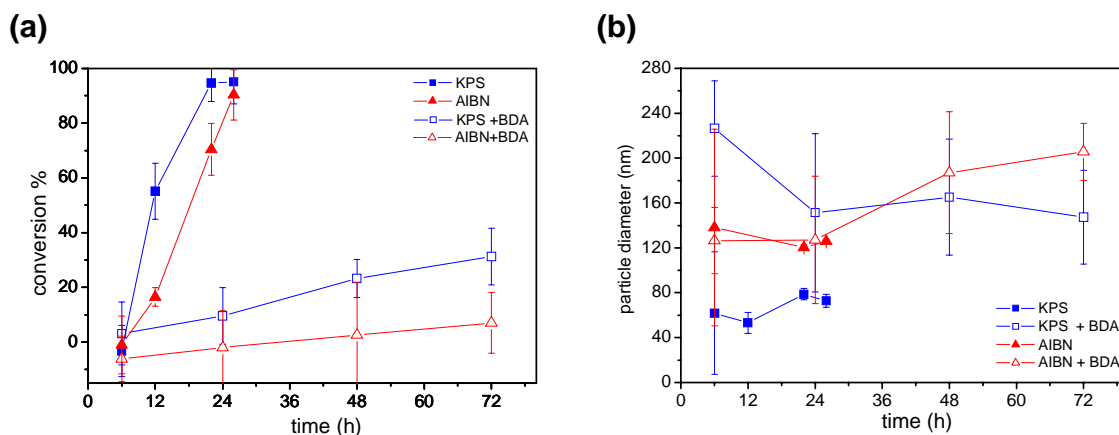 (a)
conversion %
100
80
60
40
20
0
0 12 24 36 48 60 72
time (h)
KPS
AIBN
KPS +BDA
AIBN+BDA
(b)
particle diameter (nm)
280
240
200
160
120
80
40
0
0 12 24 36 48 60 72
time (h)
KPS
KPS + BDA
AIBN
AIBN + BDA